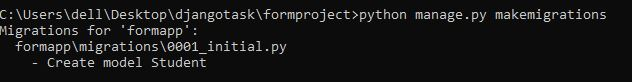 C:\Users\dell\Desktop\djangotask\formproject>python manage.py makemigrations
Migrations for 'formapp':
  formapp\migrations\0001_initial.py
    - Create model Student